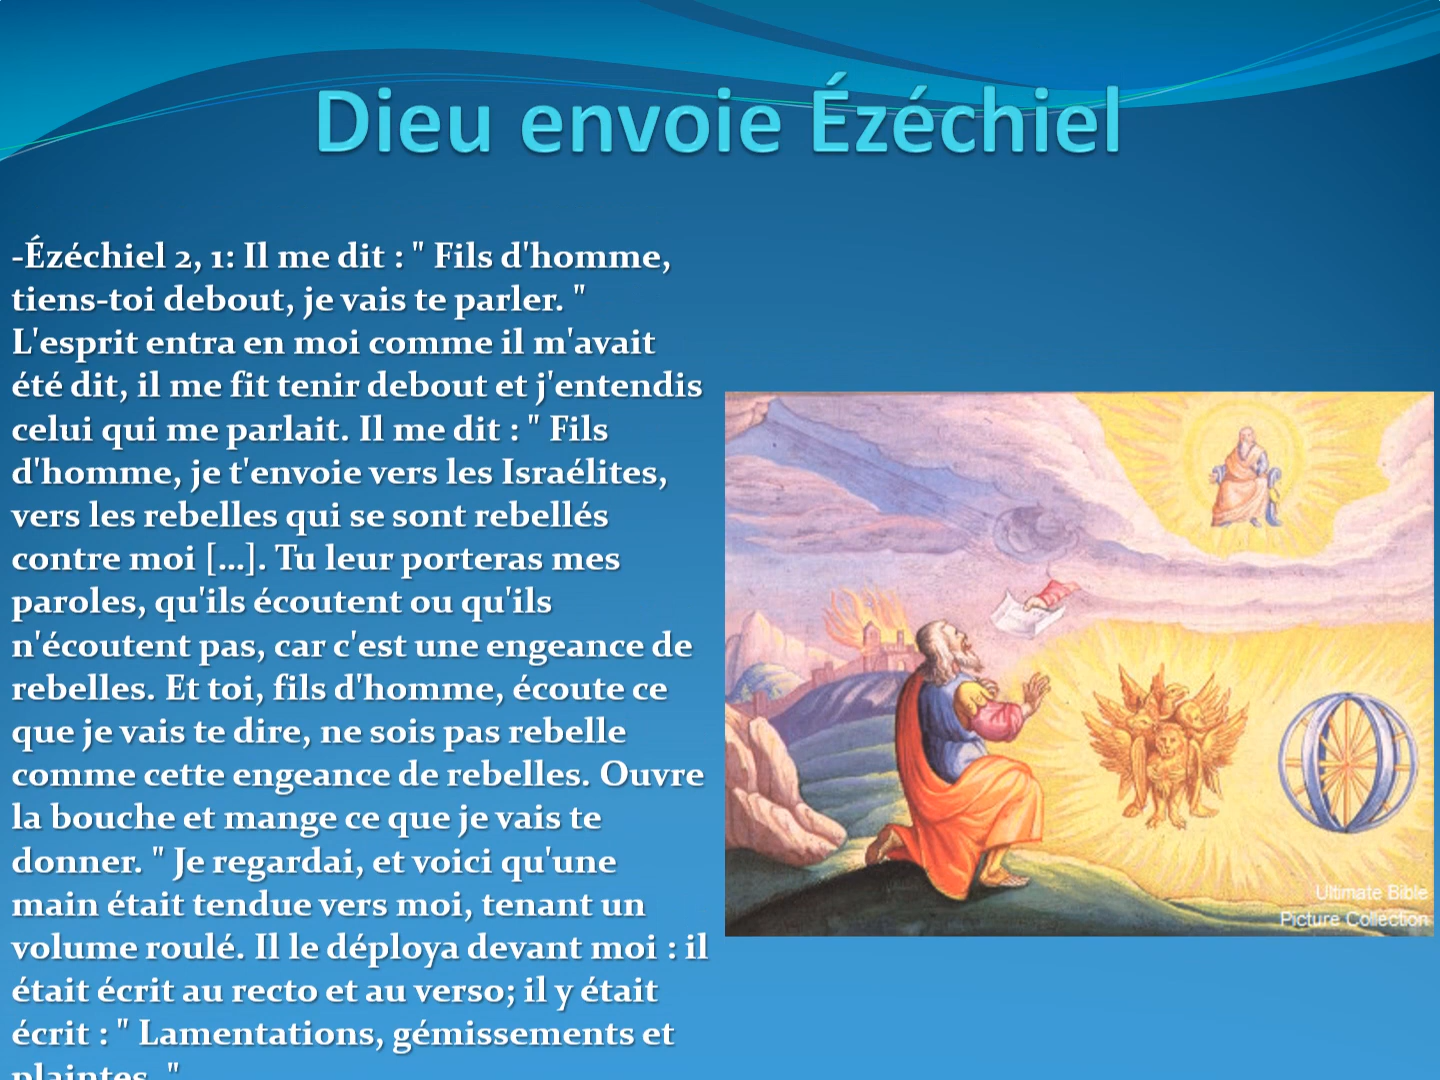 Dieu envoie Ézéchiel
-Ézéchiel 2, 1: Il me dit : " Fils d'homme,
tiens-toi debout, je vais te parler. "
L'esprit entra en moi comme il m'avait
été dit, il me fit tenir debout et j'entendis
celui qui me parlait. Il me dit : " Fils
d'homme, je t'envoie vers les Israélites,
vers les rebelles qui se sont rebellés
contre moi [...]. Tu leur porteras mes
paroles, qu'ils écoutent ou qu'ils
n'écoutent pas, car c'est une engeance de
rebelles. Et toi, fils d'homme, écoute ce
que je vais te dire, ne sois pas rebelle
comme cette engeance de rebelles. Ouvre
la bouche et mange ce que je vais te
donner. " Je regardai, et voici qu'une
main était tendue vers moi, tenant un
volume roulé. Il le déploya devant moi : il
était écrit au recto et au verso; il y était
écrit : " Lamentations, gémissements et
plaintes. "
Ultimate Bible
Picture Collection